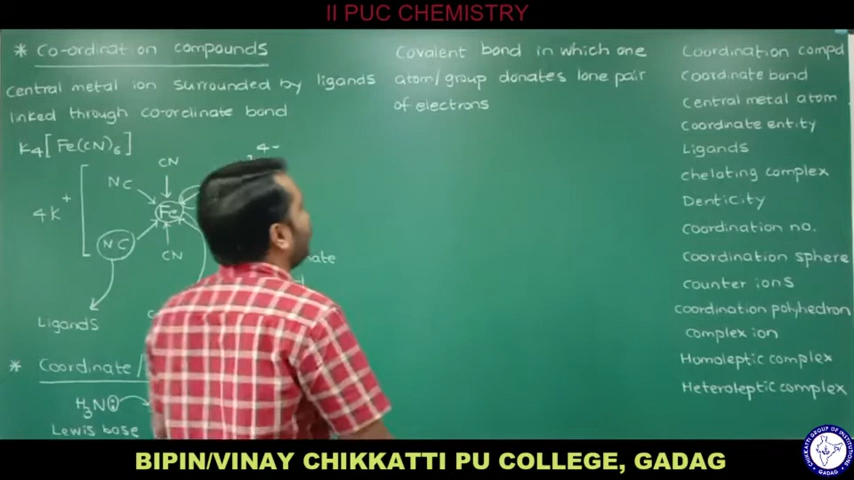 II PUC CHEMISTRY
* Co-ordination compounds
Central metal ion surrounded by ligands
linked through co-ordinate bond
K4[Fe(CN)6]
4-
CN
NC
4K+
Fe
NC
CN
Ligands
* Coordinate/
H3N
Lewis base
Covalent bond in which one
atom/group donates lone pair
of electrons
Coordination compd
Coordinate bond
Central metal atom
Coordinate entity
Ligands
chelating complex
Denticity
Coordination no.
Coordination sphere
Counter ions
Coordination polyhedron
Complex ion
Homoleptic complex
Heteroleptic complex
BIPIN/VINAY CHIKKATTI PU COLLEGE, GADAG